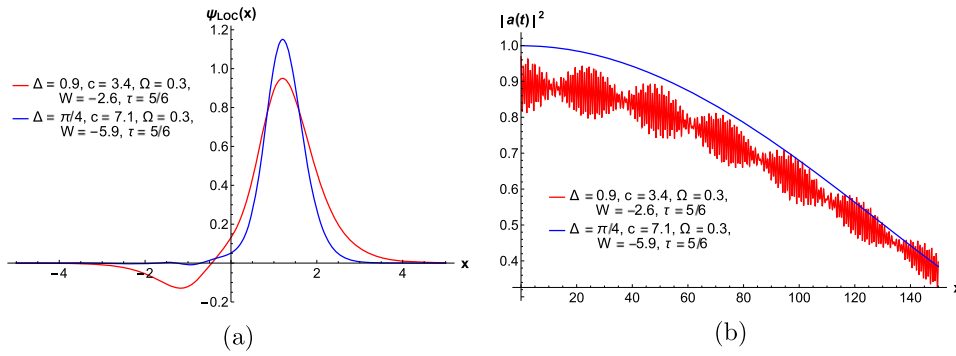 ψLOC(x)
1.2
1.0
0.8
0.6
0.4
0.2
-0.2
-4
-2
2
4
x
Δ = 0.9, c = 3.4, Ω = 0.3,
W = -2.6, τ = 5/6
Δ = π/4, c = 7.1, Ω = 0.3,
W = -5.9, τ = 5/6
(a)
|a(t)|²
1.0
0.9
0.8
0.7
0.6
0.5
0.4
20
40
60
80
100
120
140
Δ = 0.9, c = 3.4, Ω = 0.3,
W = -2.6, τ = 5/6
Δ = π/4, c = 7.1, Ω = 0.3,
W = -5.9, τ = 5/6
(b)